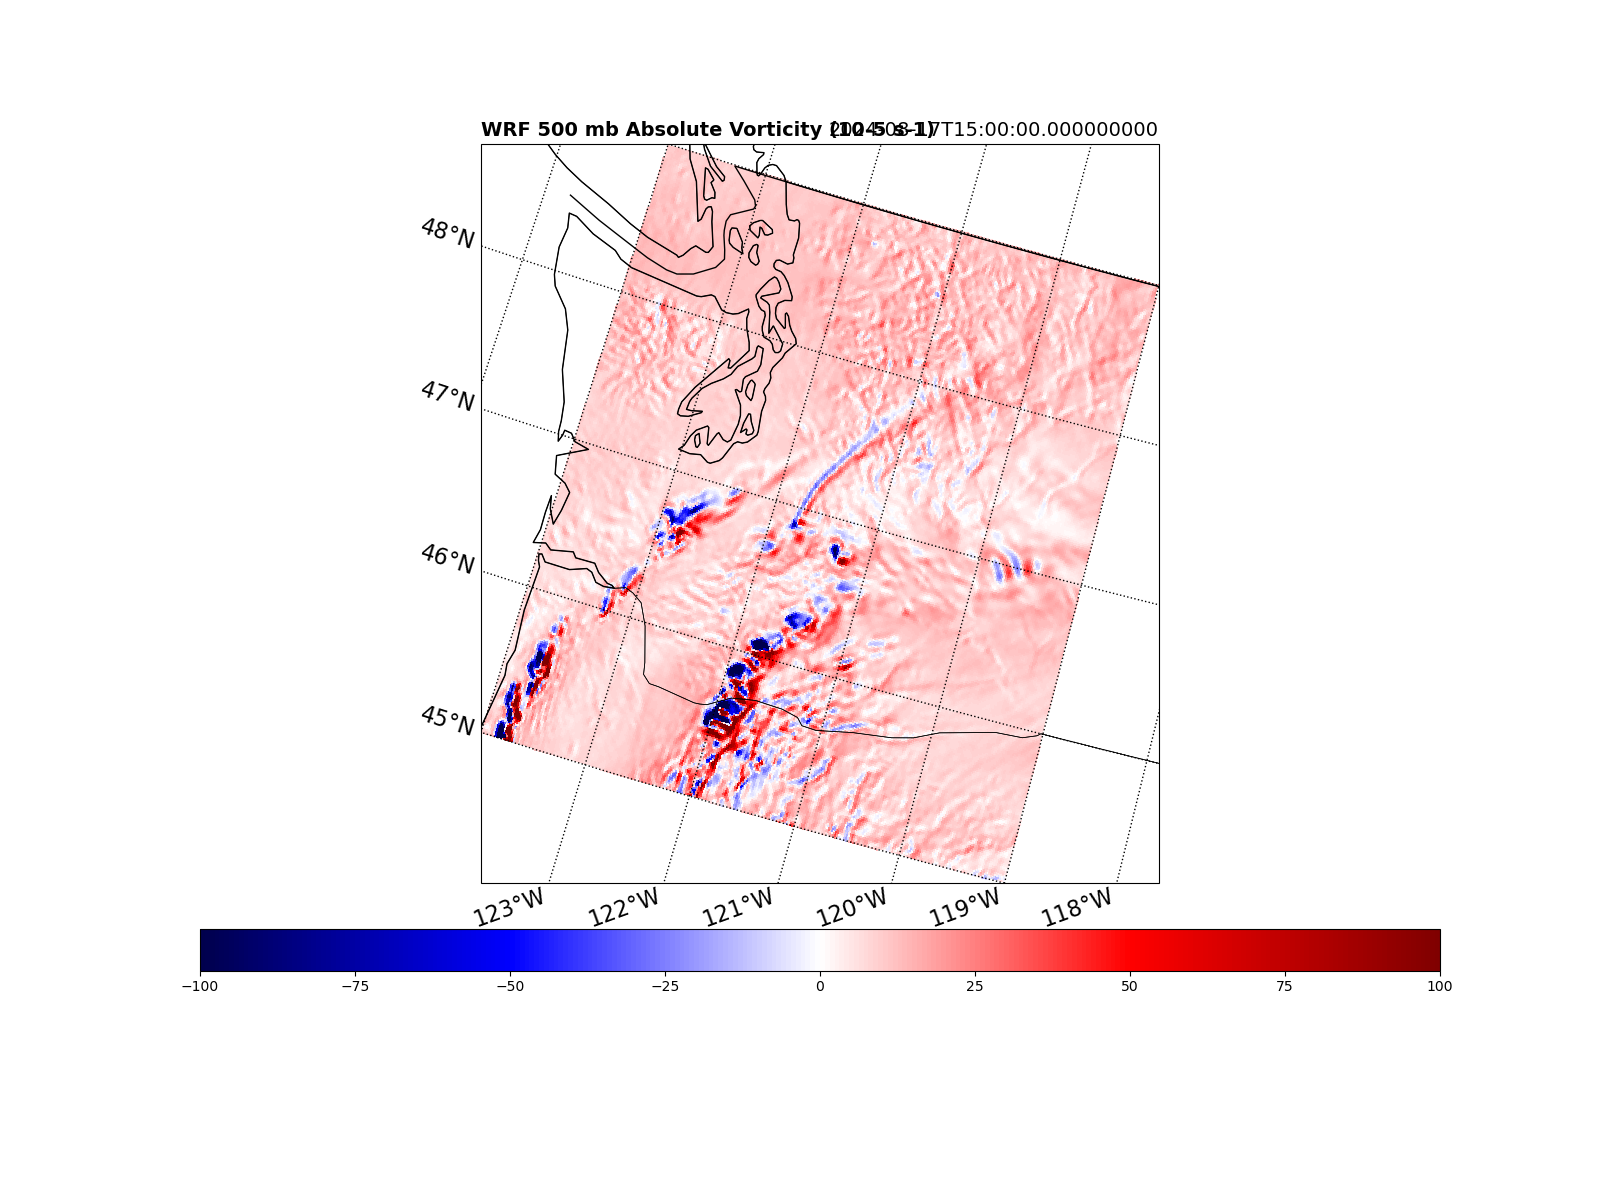 WRF 500 mb Absolute Vorticity (10-5 s-1) T15:00:00.000000000
48°N
47°N
46°N
45°N
123°W 122°W 121°W 120°W 119°W 118°W
−100 −75 −50 −25 0 25 50 75 100